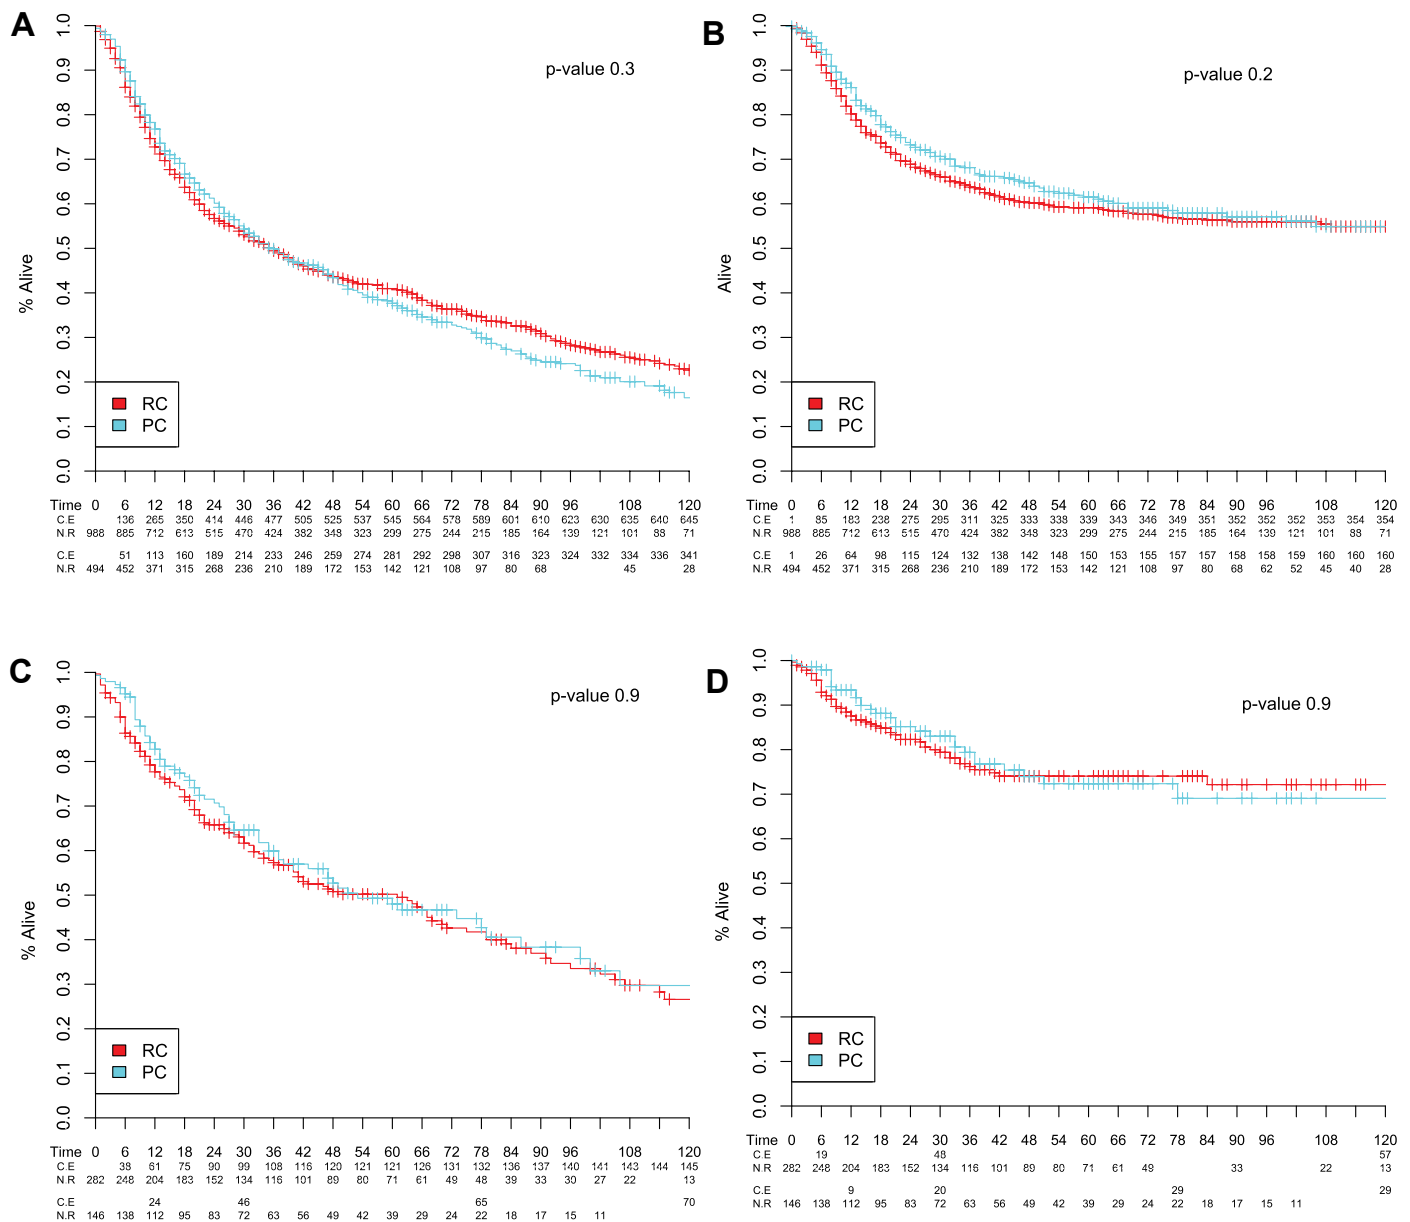 A
p-value 0.3
% Alive
1.0
0.9
0.8
0.7
0.6
0.5
0.4
0.3
0.2
0.1
0.0
RC
PC
Time 0 6 12 18 24 30 36 42 48 54 60 66 72 78 84 90 96 108 120
C.E 136 265 350 414 446 477 505 525 537 545 564 578 589 601 610 623 630 635 640 645
N.R 988 885 712 613 515 470 424 382 348 323 299 275 244 215 185 164 139 121 101 88 71
C.E 51 113 160 189 214 233 246 259 274 281 292 298 307 316 323 324 332 334 336 341
N.R 494 452 371 315 268 236 210 189 172 153 142 121 108 97 80 68 45 28
B
p-value 0.2
Alive
1.0
0.9
0.8
0.7
0.6
0.5
0.4
0.3
0.2
0.1
0.0
RC
PC
Time 0 6 12 18 24 30 36 42 48 54 60 66 72 78 84 90 96 108 120
C.E 1 85 183 238 275 295 311 325 333 338 339 343 346 349 351 352 352 352 353 354 354
N.R 988 885 712 613 515 470 424 382 348 323 299 275 244 215 185 164 139 121 101 88 71
C.E 1 26 64 98 115 124 132 138 142 148 150 153 155 157 157 158 158 159 160 160 160
N.R 494 452 371 315 268 236 210 189 172 153 142 121 108 97 80 68 62 52 45 40 28
C
p-value 0.9
% Alive
1.0
0.9
0.8
0.7
0.6
0.5
0.4
0.3
0.2
0.1
0.0
RC
PC
Time 0 6 12 18 24 30 36 42 48 54 60 66 72 78 84 90 96 108 120
C.E 38 61 75 90 99 108 116 120 121 121 126 131 132 136 137 140 141 143 144 145
N.R 282 248 204 183 152 134 116 101 89 80 71 61 49 48 39 33 30 27 22 13
C.E 24 46 65 70
N.R 146 138 112 95 83 72 63 56 49 42 39 29 24 22 18 17 15 11
D
p-value 0.9
% Alive
1.0
0.9
0.8
0.7
0.6
0.5
0.4
0.3
0.2
0.1
0.0
RC
PC
Time 0 6 12 18 24 30 36 42 48 54 60 66 72 78 84 90 96 108 120
C.E 19 48 57
N.R 282 248 204 183 152 134 116 101 89 80 71 61 49 33 22 13
C.E 9 20 29 29
N.R 146 138 112 95 83 72 63 56 49 42 39 29 24 22 18 17 15 11